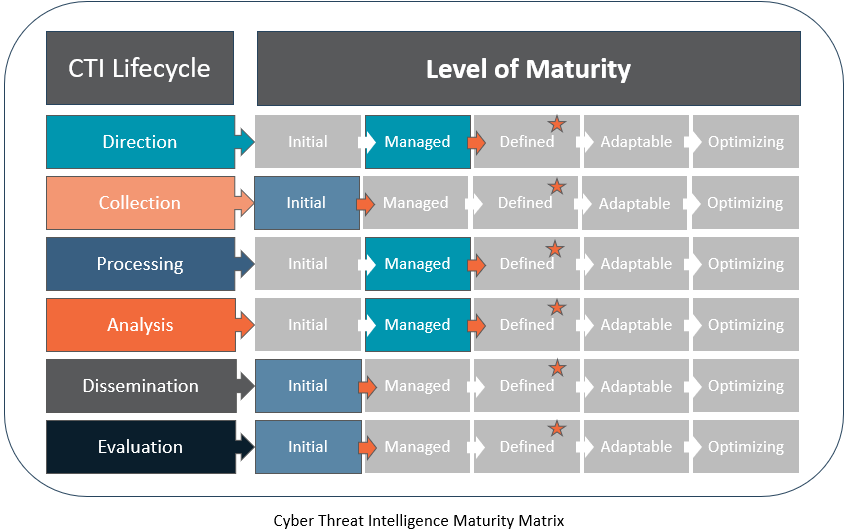 CTI Lifecycle Level of Maturity
Direction Initial Managed Defined Adaptable Optimizing
Collection Initial Managed Defined Adaptable Optimizing
Processing Initial Managed Defined Adaptable Optimizing
Analysis Initial Managed Defined Adaptable Optimizing
Dissemination Initial Managed Defined Adaptable Optimizing
Evaluation Initial Managed Defined Adaptable Optimizing
Cyber Threat Intelligence Maturity Matrix